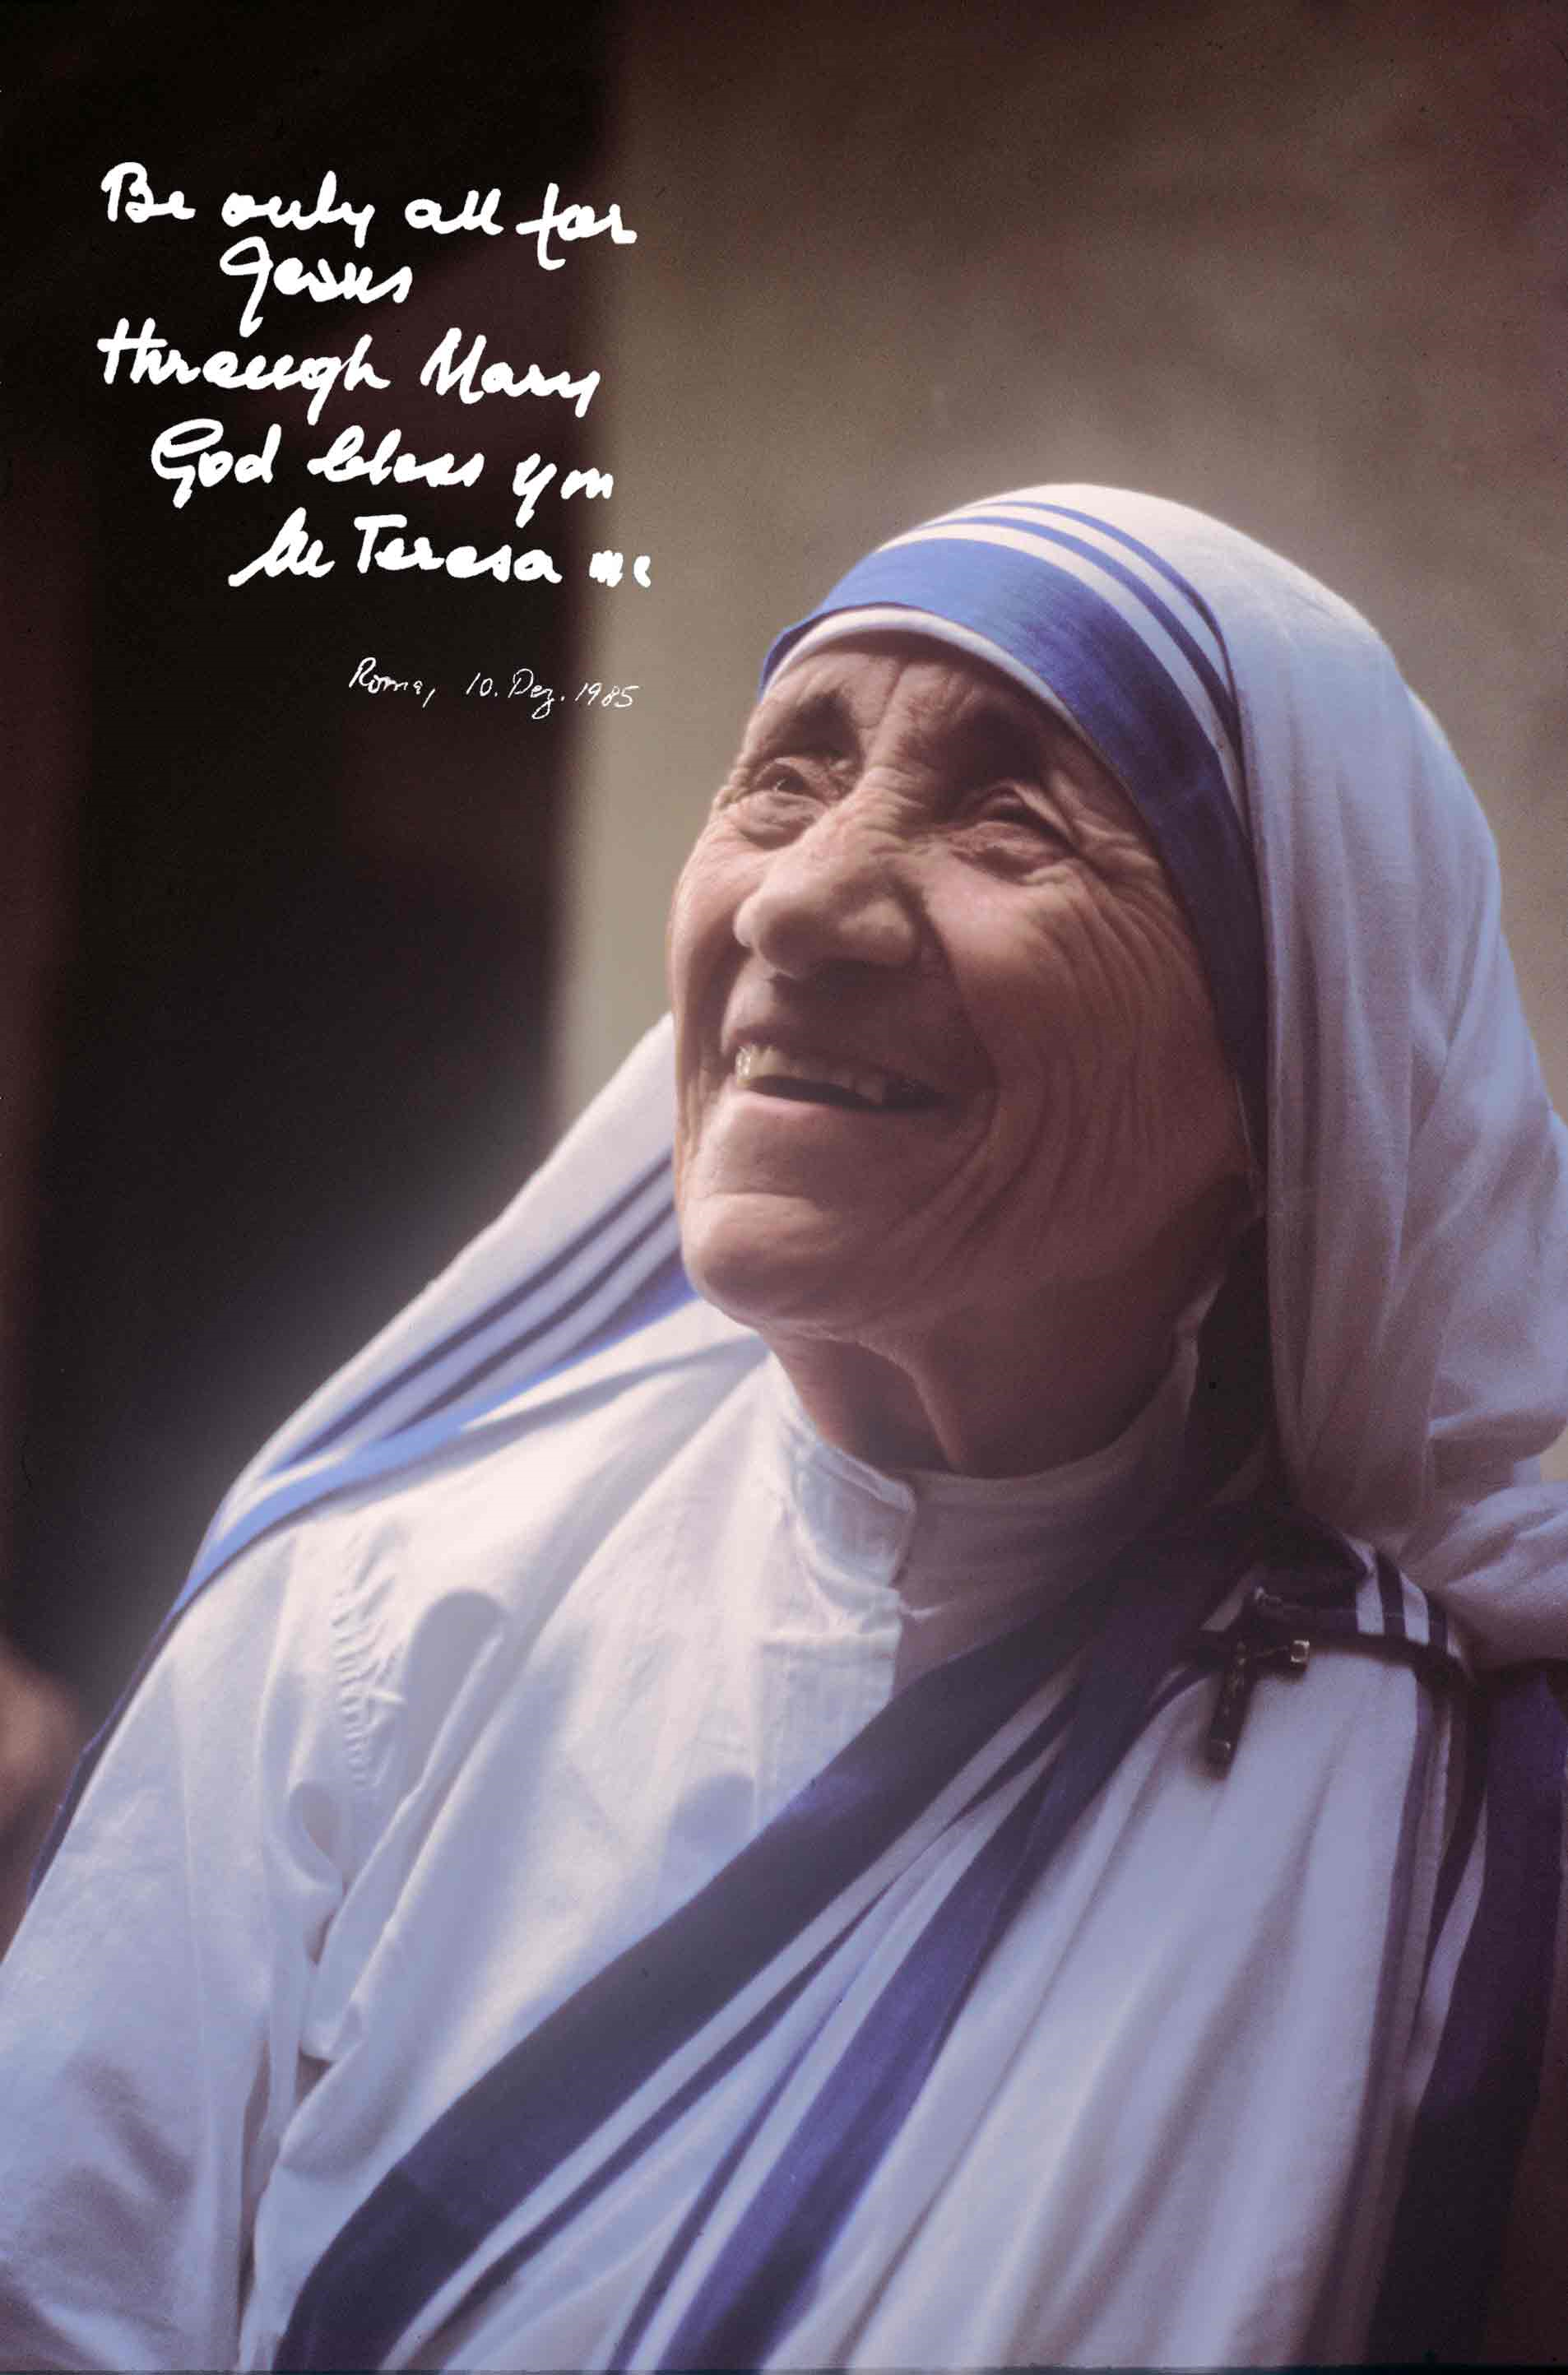 Be only all for
Jesus
through Mary
God bless you
M Teresa mc
Roma, 10. Dez. 1985